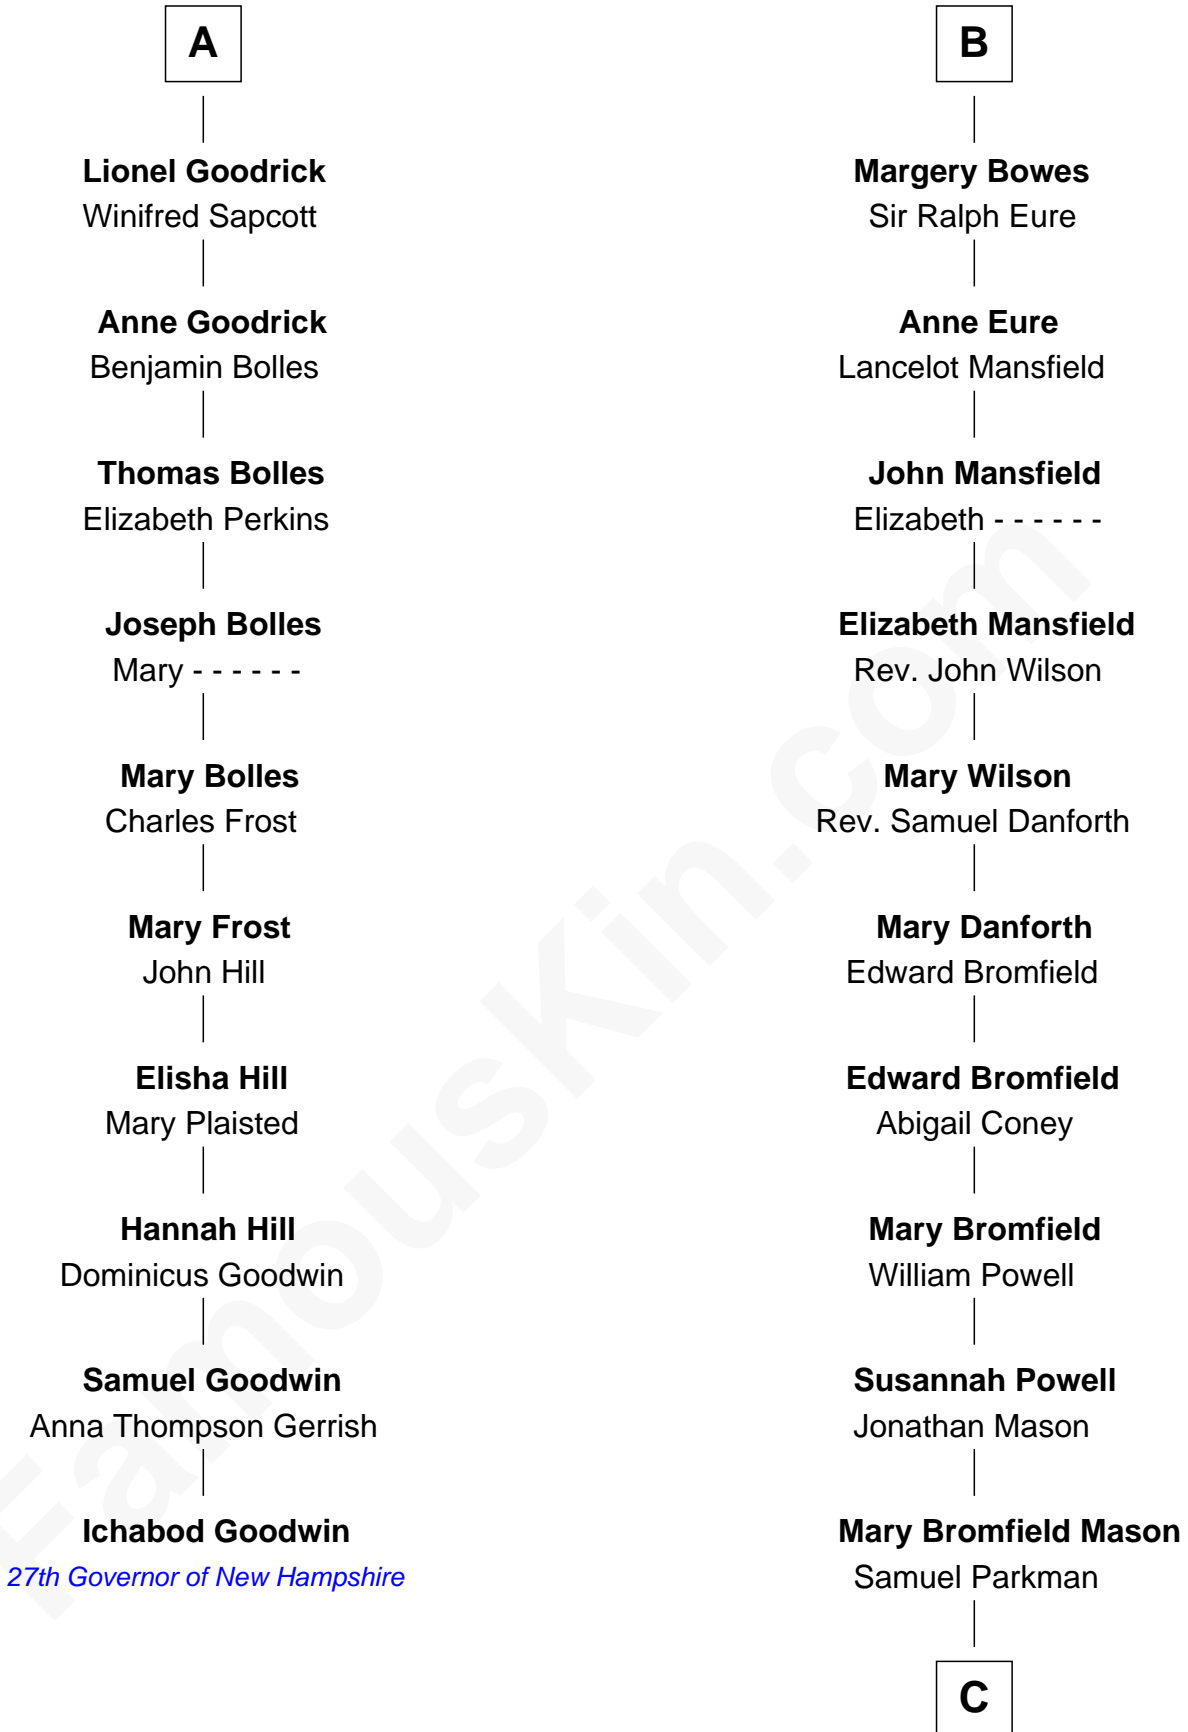 A
Lionel Goodrick
Winifred Sapcott
Anne Goodrick
Benjamin Bolles
Thomas Bolles
Elizabeth Perkins
Joseph Bolles
Mary - - - - - -
Mary Bolles
Charles Frost
Mary Frost
John Hill
Elisha Hill
Mary Plaisted
Hannah Hill
Dominicus Goodwin
Samuel Goodwin
Anna Thompson Gerrish
Ichabod Goodwin
27th Governor of New Hampshire
B
Margery Bowes
Sir Ralph Eure
Anne Eure
Lancelot Mansfield
John Mansfield
Elizabeth - - - - - -
Elizabeth Mansfield
Rev. John Wilson
Mary Wilson
Rev. Samuel Danforth
Mary Danforth
Edward Bromfield
Edward Bromfield
Abigail Coney
Mary Bromfield
William Powell
Susannah Powell
Jonathan Mason
Mary Bromfield Mason
Samuel Parkman
C
FamousKin.com